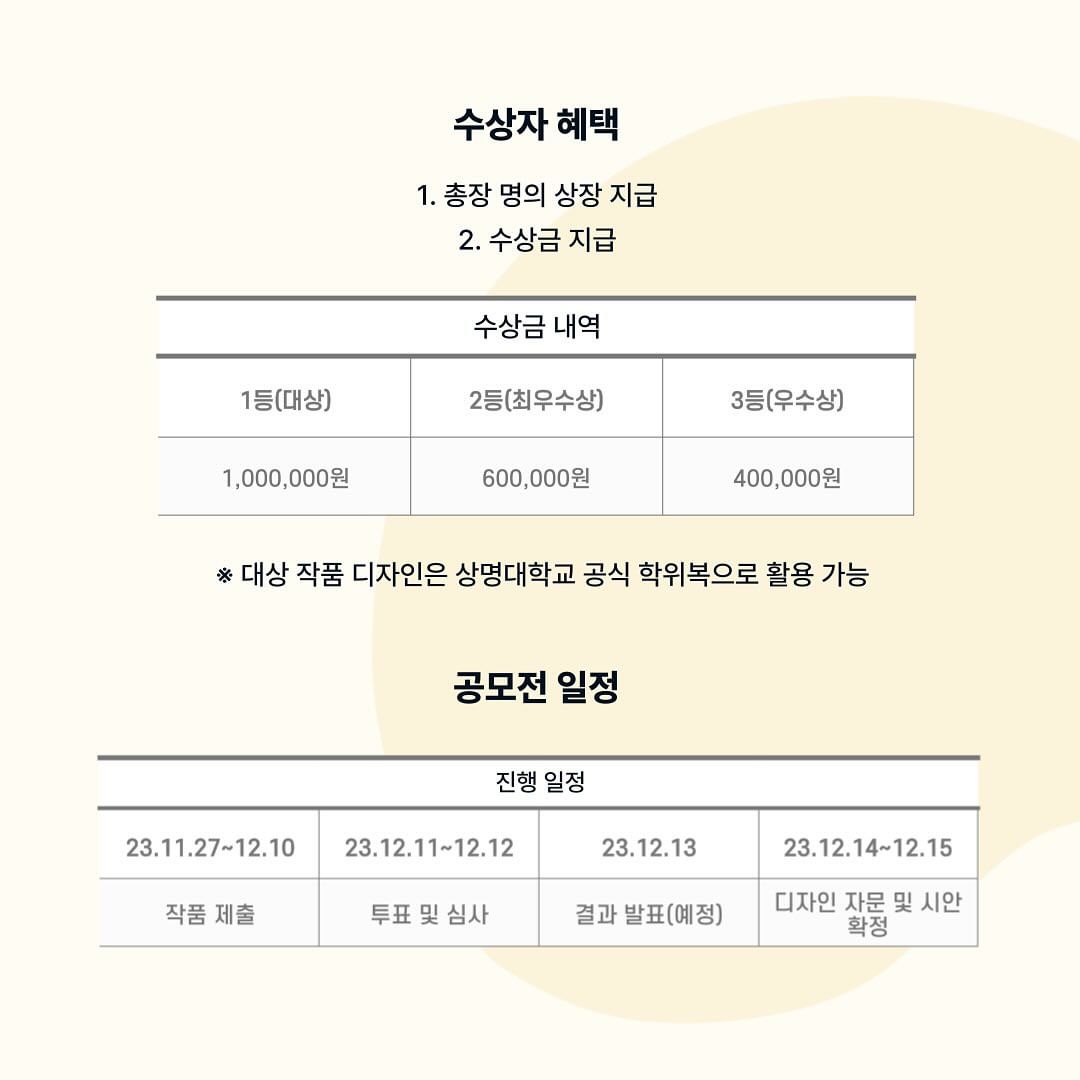 수상자 혜택
1. 총장 명의 상장 지급
2. 수상금 지급
수상금 내역
1등(대상) 2등(최우수상) 3등(우수상)
1,000,000원 600,000원 400,000원
※ 대상 작품 디자인은 상명대학교 공식 학위복으로 활용 가능
공모전 일정
진행 일정
23.11.27~12.10 23.12.11~12.12 23.12.13 23.12.14~12.15
작품 제출 투표 및 심사 결과 발표(예정) 디자인 자문 및 시안
확정